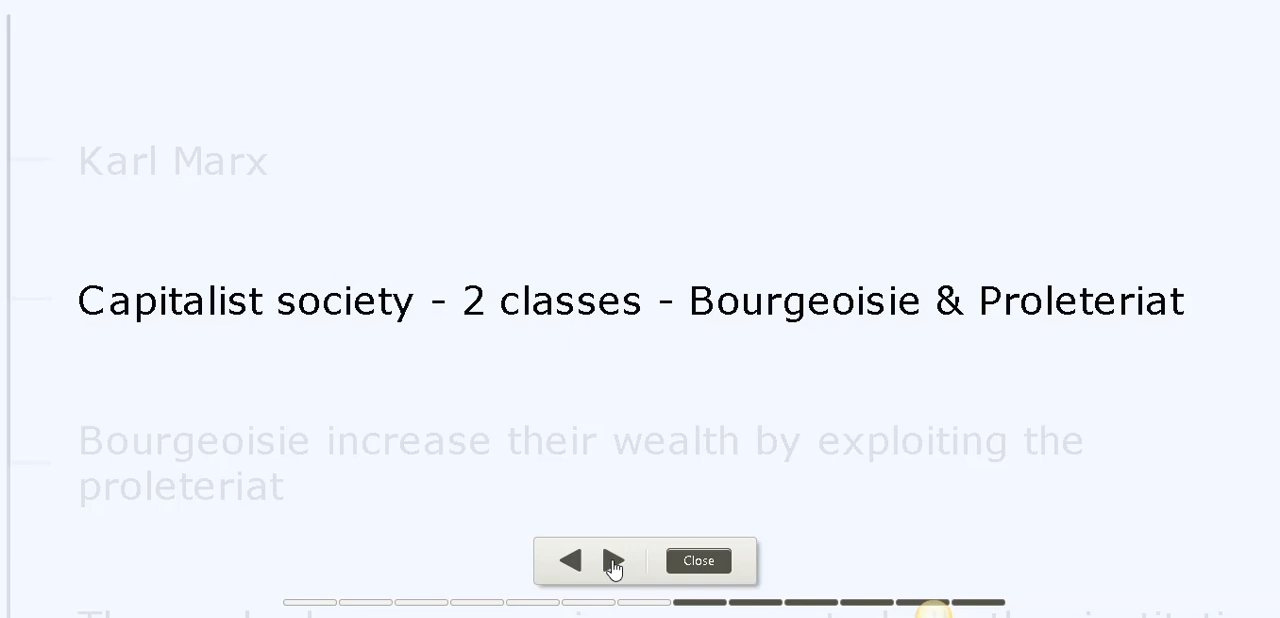 Karl Marx
Capitalist society - 2 classes - Bourgeoisie & Proleteriat
Bourgeoisie increase their wealth by exploiting the
proleteriat
Close